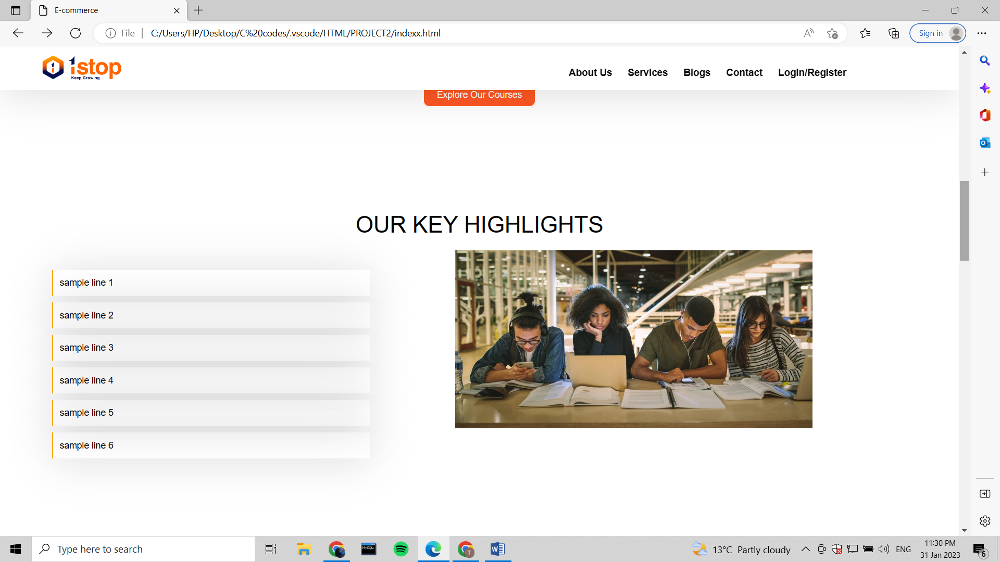 E-commerce
File
C:/Users/HP/Desktop/C%20codes/.vscode/HTML/PROJECT2/indexx.html
Sign in
1stop
Keep Growing
About Us Services Blogs Contact Login/Register
Explore Our Courses
OUR KEY HIGHLIGHTS
sample line 1
sample line 2
sample line 3
sample line 4
sample line 5
sample line 6
Type here to search
MySQL
T
W
13°C Partly cloudy
ENG
11:30 PM
31 Jan 2023
6